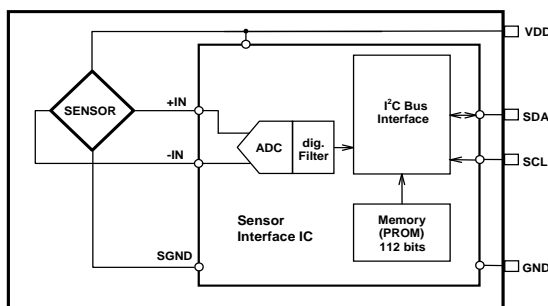 VDD
SENSOR
+IN
-IN
ADC
dig.
Filter
I²C Bus
Interface
SDA
SCL
Memory
(PROM)
112 bits
Sensor
Interface IC
SGND
GND